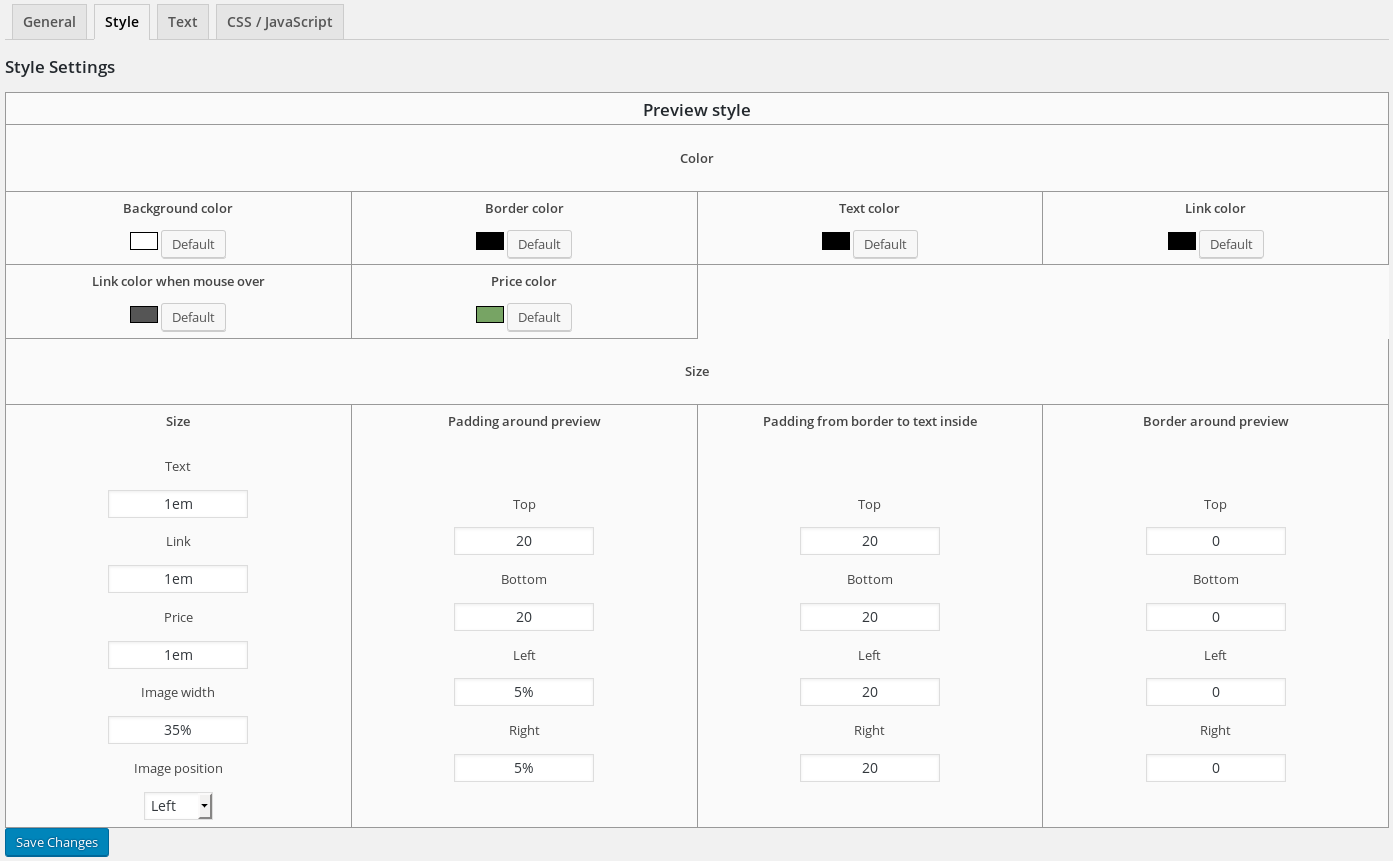 General Style Text CSS / JavaScript
Style Settings
Preview style
Color
Background color Border color Text color Link color
Default Default Default Default
Link color when mouse over Price color
Default Default
Size
Size Padding around preview Padding from border to text inside Border around preview
Text
1em Top Top Top
Link 20 20 0
1em Bottom Bottom Bottom
Price 20 20 0
1em Left Left Left
Image width 5% 20 0
35% Right Right Right
Image position 5% 20 0
Left
Save Changes